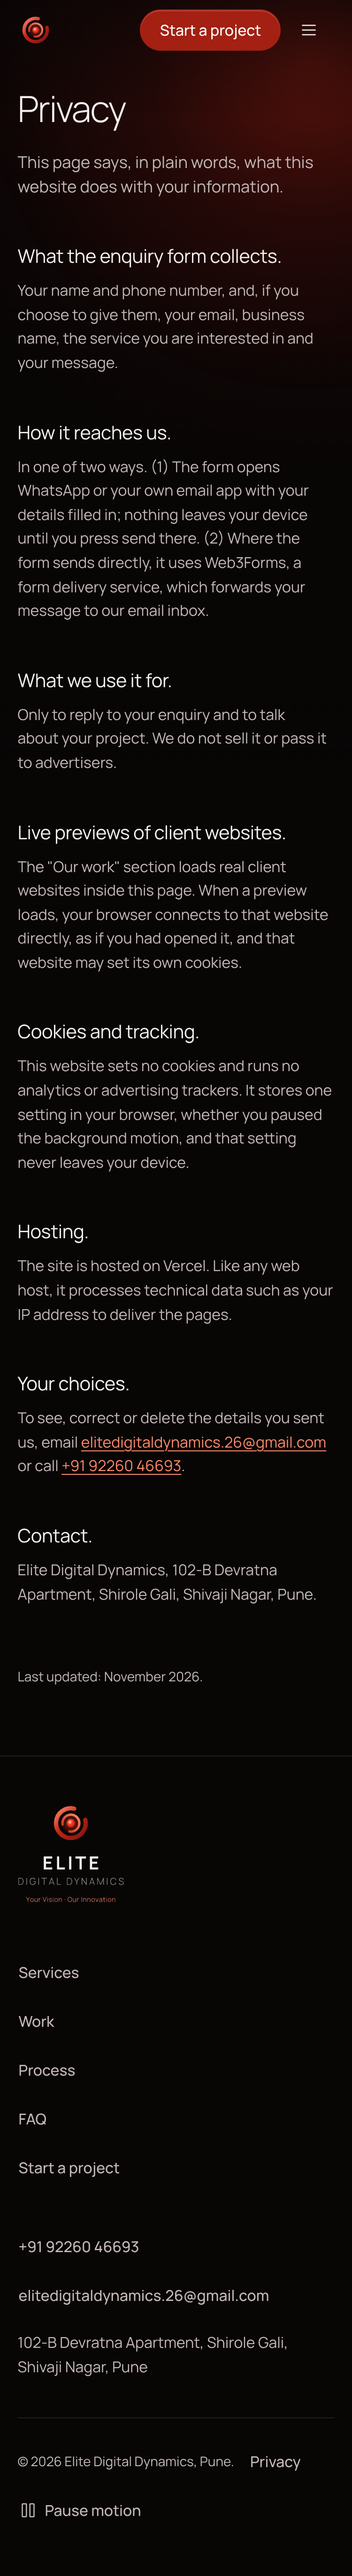 Start a project
Privacy
This page says, in plain words, what this
website does with your information.
What the enquiry form collects.
Your name and phone number, and, if you
choose to give them, your email, business
name, the service you are interested in and
your message.
How it reaches us.
In one of two ways. (1) The form opens
WhatsApp or your own email app with your
details filled in; nothing leaves your device
until you press send there. (2) Where the
form sends directly, it uses Web3Forms, a
form delivery service, which forwards your
message to our email inbox.
What we use it for.
Only to reply to your enquiry and to talk
about your project. We do not sell it or pass it
to advertisers.
Live previews of client websites.
The "Our work" section loads real client
websites inside this page. When a preview
loads, your browser connects to that website
directly, as if you had opened it, and that
website may set its own cookies.
Cookies and tracking.
This website sets no cookies and runs no
analytics or advertising trackers. It stores one
setting in your browser, whether you paused
the background motion, and that setting
never leaves your device.
Hosting.
The site is hosted on Vercel. Like any web
host, it processes technical data such as your
IP address to deliver the pages.
Your choices.
To see, correct or delete the details you sent
us, email elitedigitaldynamics.26@gmail.com
or call +91 92260 46693.
Contact.
Elite Digital Dynamics, 102-B Devratna
Apartment, Shirole Gali, Shivaji Nagar, Pune.
Last updated: November 2026.
ELITE
DIGITAL DYNAMICS
Your Vision · Our Innovation
Services
Work
Process
FAQ
Start a project
+91 92260 46693
elitedigitaldynamics.26@gmail.com
102-B Devratna Apartment, Shirole Gali,
Shivaji Nagar, Pune
© 2026 Elite Digital Dynamics, Pune. Privacy
Pause motion